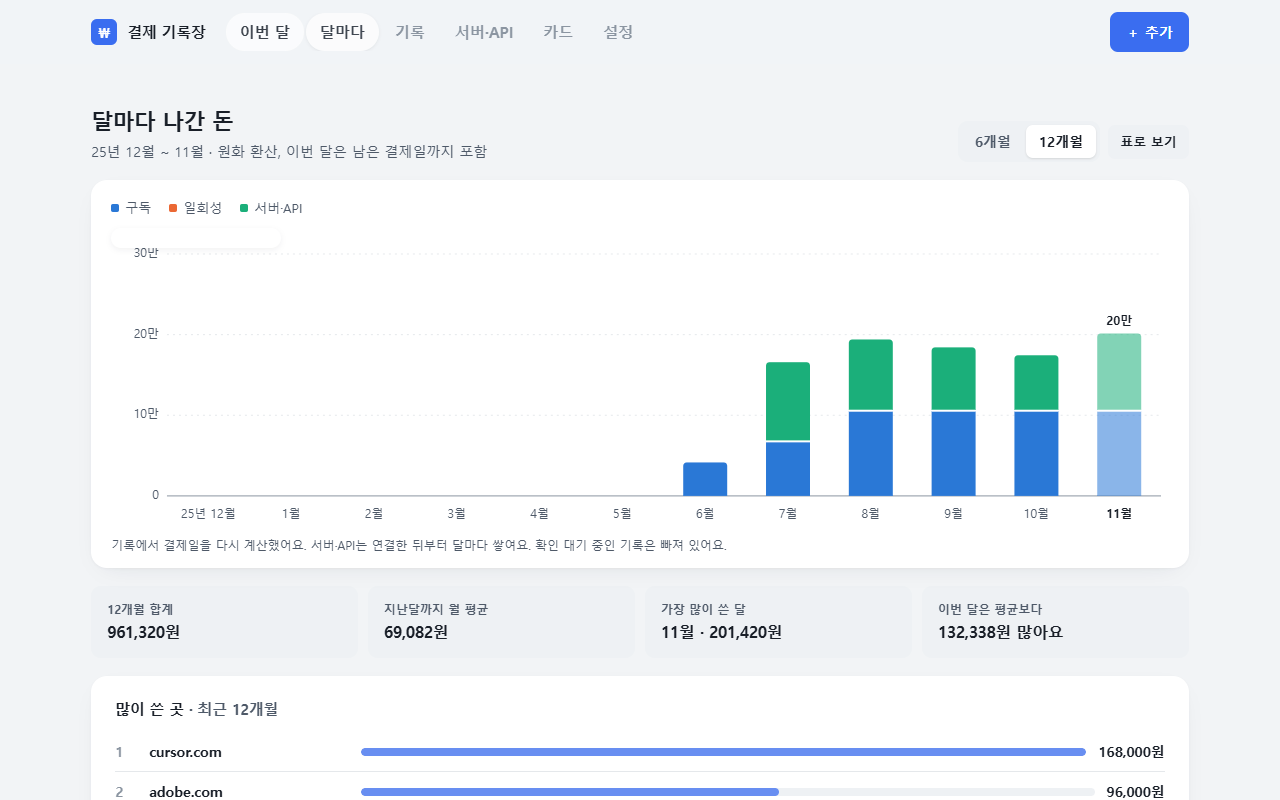 ₩ 결제 기록장 이번 달 달마다 기록 서버·API 카드 설정 + 추가
달마다 나간 돈
25년 12월 ~ 11월 · 원화 환산, 이번 달은 남은 결제일까지 포함
6개월 12개월 표로 보기
구독 일회성 서버·API
30만
20만
20만
10만
0
25년 12월 1월 2월 3월 4월 5월 6월 7월 8월 9월 10월 11월
기록에서 결제일을 다시 계산했어요. 서버·API는 연결한 뒤부터 달마다 쌓여요. 확인 대기 중인 기록은 빠져 있어요.
12개월 합계 지난달까지 월 평균 가장 많이 쓴 달 이번 달은 평균보다
961,320원 69,082원 11월 · 201,420원 132,338원 많아요
많이 쓴 곳 · 최근 12개월
1 cursor.com 168,000원
2 adobe.com 96,000원